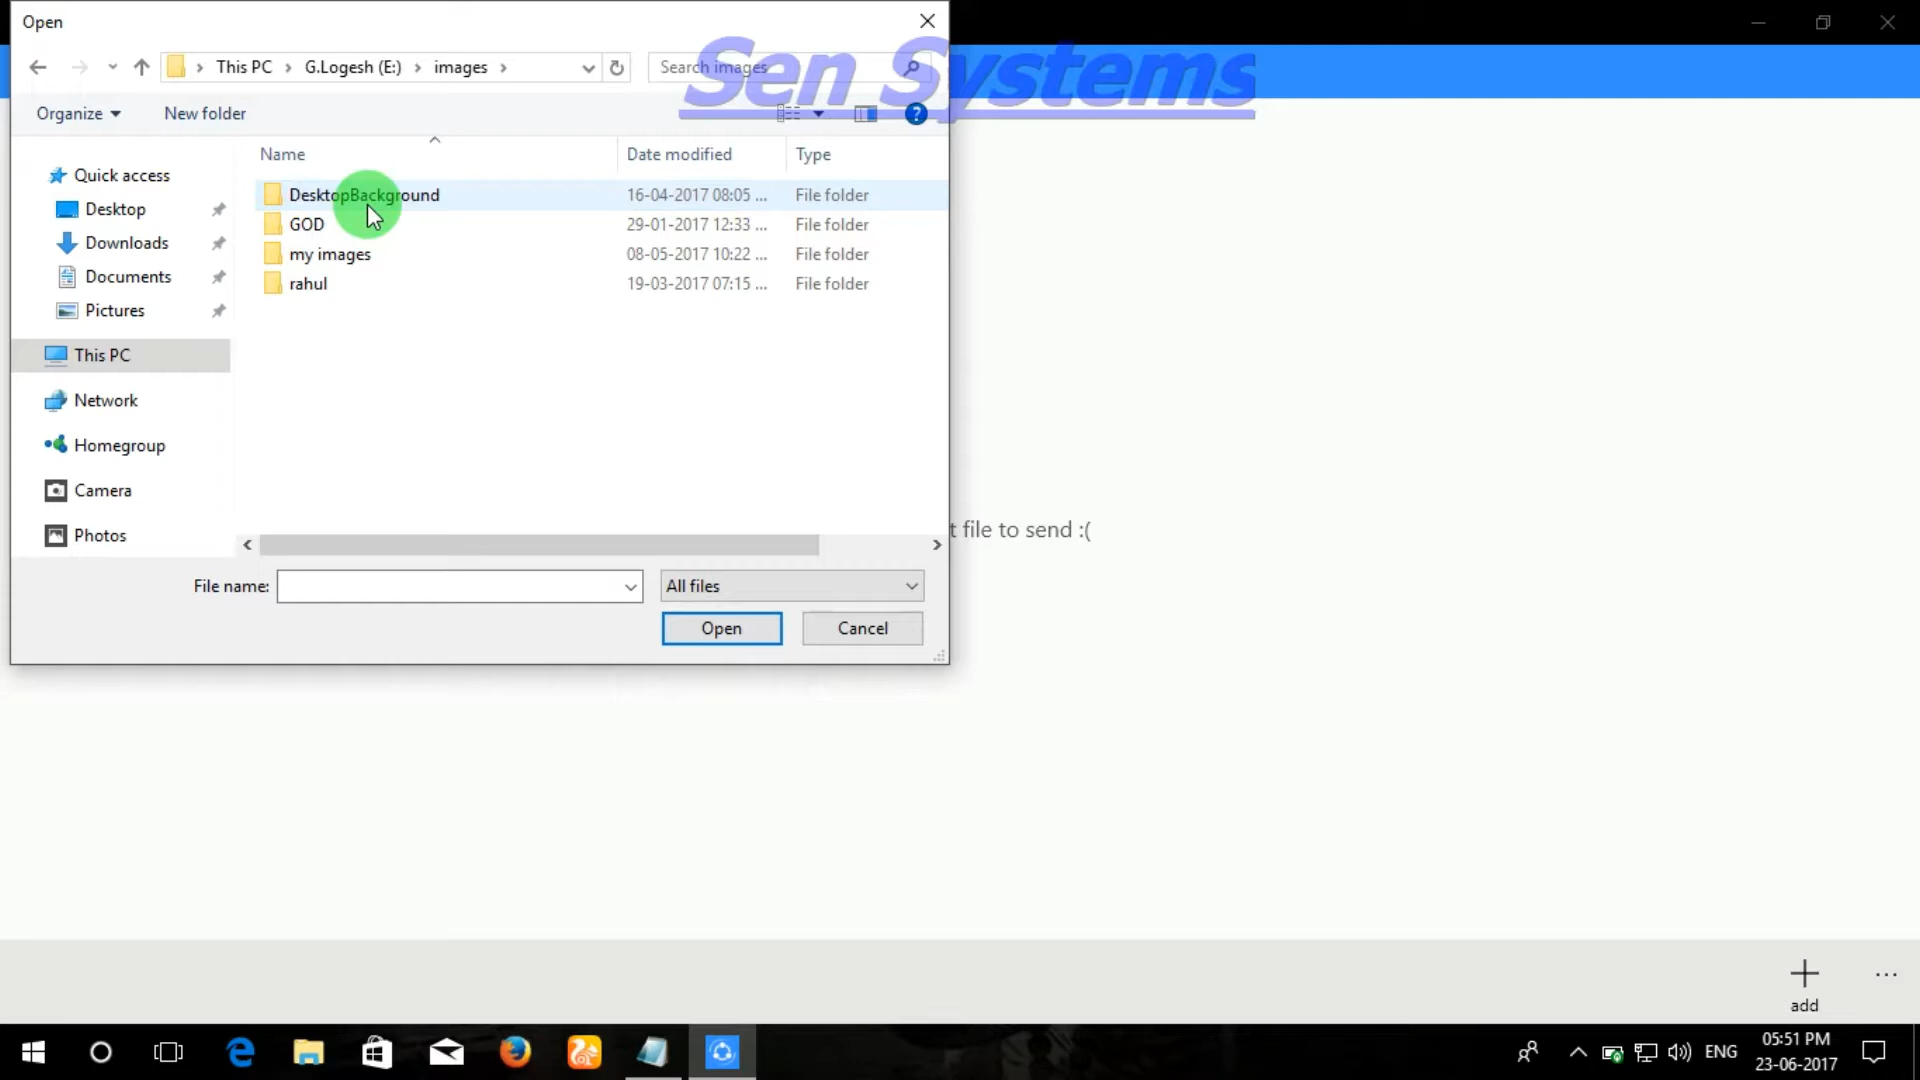 Open
This PC
G.Logesh (E:)
images
Search images
Sen Systems
Organize
New folder
?
Name
Date modified
Type
Quick access
Desktop
Downloads
Documents
Pictures
This PC
Network
Homegroup
Camera
Photos
DesktopBackground 16-04-2017 08:05 ... File folder
GOD 29-01-2017 12:33 ... File folder
my images 08-05-2017 10:22 ... File folder
rahul 19-03-2017 07:15 ... File folder
t file to send :(
File name:
All files
Open
Cancel
add
ENG
05:51 PM
23-06-2017